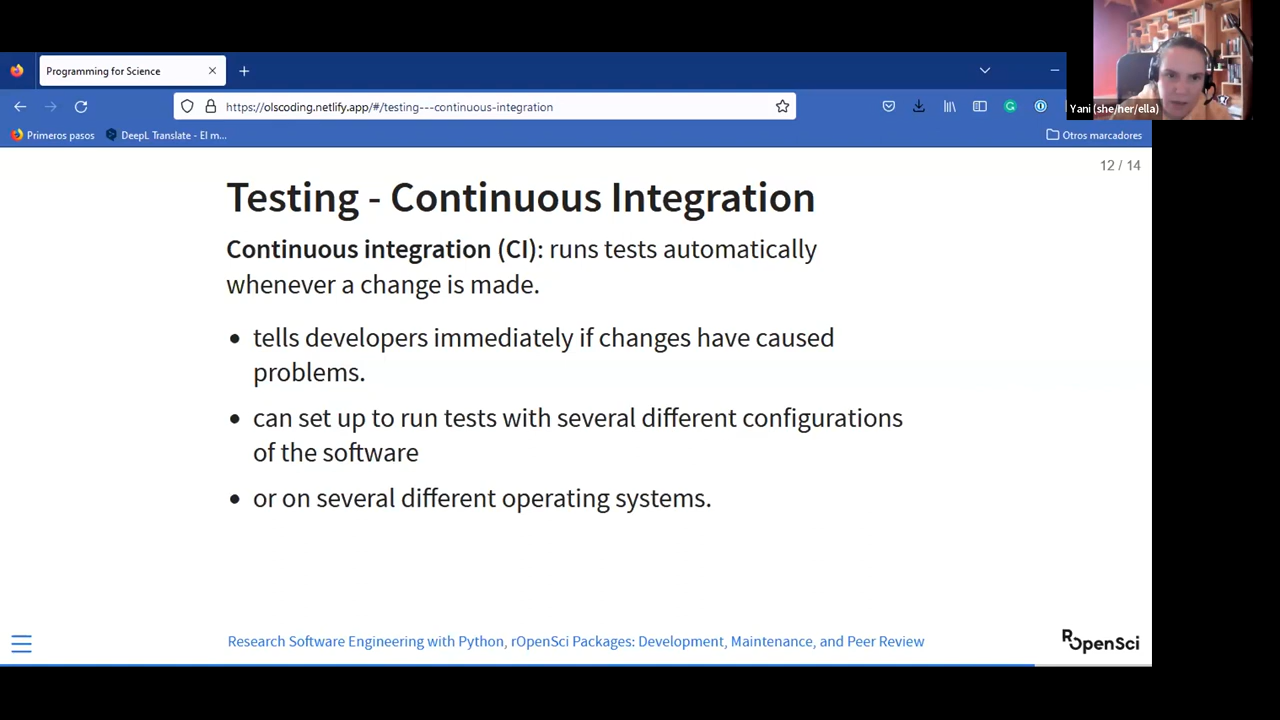 Programming for Science
https://olscoding.netlify.app/#/testing---continuous-integration
Yani (she/her/ella)
Primeros pasos
DeepL Translate - El m...
Otros marcadores
12 / 14
Testing - Continuous Integration
Continuous integration (CI): runs tests automatically
whenever a change is made.
• tells developers immediately if changes have caused
problems.
• can set up to run tests with several different configurations
of the software
• or on several different operating systems.
Research Software Engineering with Python, rOpenSci Packages: Development, Maintenance, and Peer Review
ROpenSci